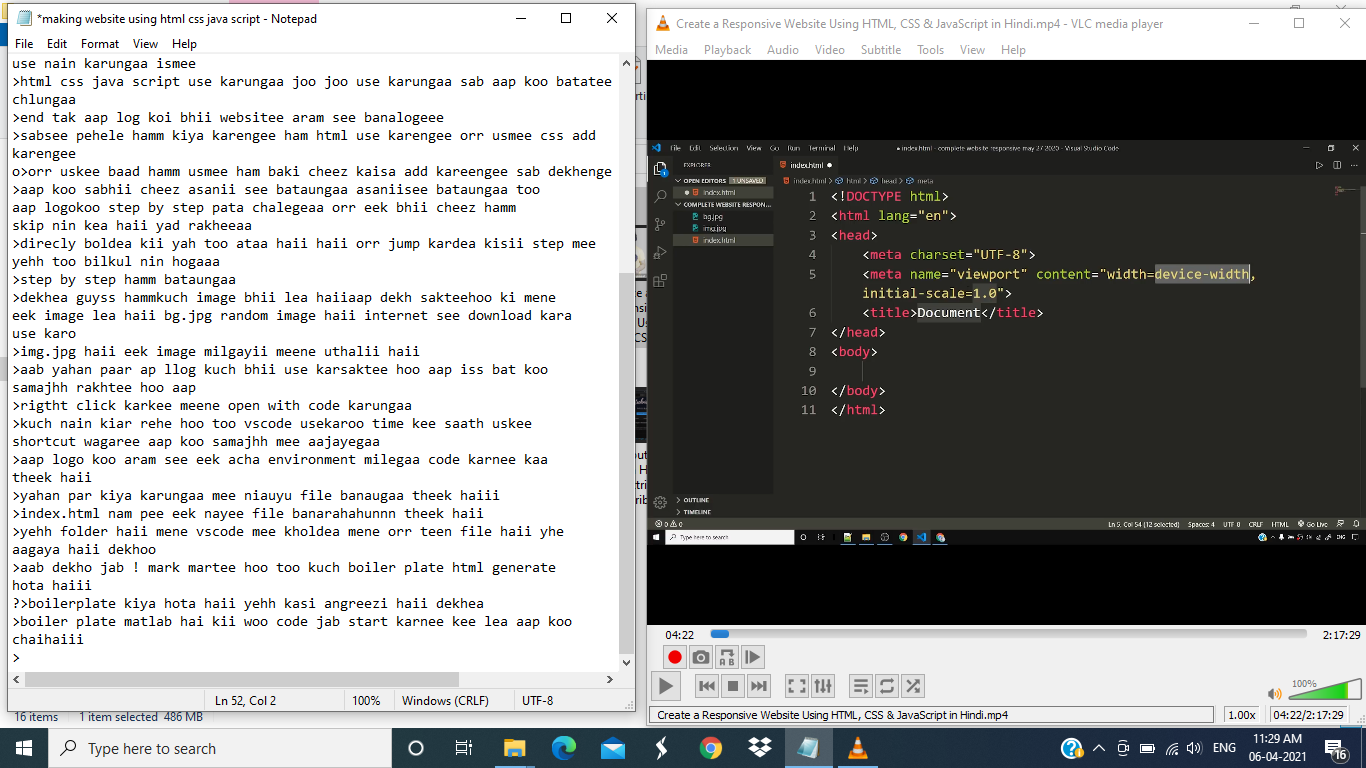 *making website using html css java script - Notepad
File Edit Format View Help
use nain karungaa ismee
>html css java script use karungaa joo joo use karungaa sab aap koo batatee
chlungaa
>end tak aap log koi bhii websitee aram see banalogeee
>sabsee pehele hamm kiya karengee ham html use karengee orr usmee css add
karengee
o>orr uskee baad hamm usmee ham baki cheez kaisa add kareengee sab dekhenge
>aap koo sabhii cheez asanii see bataungaa asaniisee bataungaa too
aap logokoo step by step pata chalegeaa orr eek bhii cheez hamm
skip nin kea haii yad rakheeaa
>direcly boldea kii yah too ataa haii haii orr jump kardea kisii step mee
yehh too bilkul nin hogaaa
>step by step hamm bataungaa
>dekhea guyss hammkuch image bhii lea haiiaap dekh sakteehoo ki mene
eek image lea haii bg.jpg random image haii internet see download kara
use karo
>img.jpg haii eek image milgayii meene uthalii haii
>aab yahan paar ap llog kuch bhii use karsaktee hoo aap iss bat koo
samajhh rakhtee hoo aap
>rigtht click karkee meene open with code karungaa
>kuch nain kiar rehe hoo too vscode usekaroo time kee saath uskee
shortcut wagaree aap koo samajhh mee aajayegaa
>aap logo koo aram see eek acha environment milegaa code karnee kaa
theek haii
>yahan par kiya karungaa mee niauyu file banaugaa theek haiii
>index.html nam pee eek nayee file banarahahunnn theek haii
>yehh folder haii mene vscode mee kholdea mene orr teen file haii yhe
aagaya haii dekhoo
>aab dekho jab ! mark martee hoo too kuch boiler plate html generate
hota haiii
?>boilerplate kiya hota haii yehh kasi angreezi haii dekhea
>boiler plate matlab hai kii woo code jab start karnee kee lea aap koo
chaihaiii
>
Ln 52, Col 2 100% Windows (CRLF) UTF-8
16 items 1 item selected 486 MB
Create a Responsive Website Using HTML, CSS & JavaScript in Hindi.mp4 - VLC media player
Media Playback Audio Video Subtitle Tools View Help
File Edit Selection View Go Run Terminal Help
● index.html - complete website responsive may 27 2020 - Visual Studio Code
EXPLORER
OPEN EDITORS 1 UNSAVED
● index.html
COMPLETE WEBSITE RESPON...
bg.jpg
img.jpg
index.html
OUTLINE
TIMELINE
index.html ●
index.html > html > head > meta
1 <!DOCTYPE html>
2 <html lang="en">
3 <head>
4 <meta charset="UTF-8">
5 <meta name="viewport" content="width=device-width,
initial-scale=1.0">
6 <title>Document</title>
7 </head>
8 <body>
9
10 </body>
11 </html>
0 0 Ln 5, Col 54 (12 selected) Spaces: 4 UTF-8 CRLF HTML Go Live
Type here to search
ENG
04:22 2:17:29
100%
Create a Responsive Website Using HTML, CSS & JavaScript in Hindi.mp4 1.00x 04:22/2:17:29
Type here to search
ENG
11:29 AM
06-04-2021
16